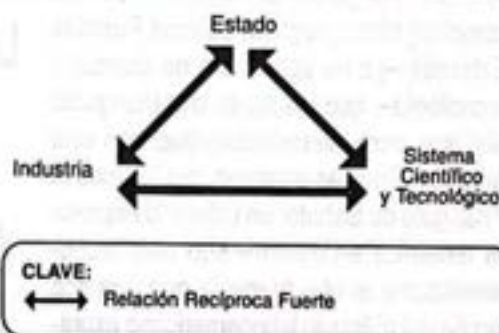 Estado
Industria
Sistema
Científico
y Tecnológico
CLAVE:
Relación Recíproca Fuerte